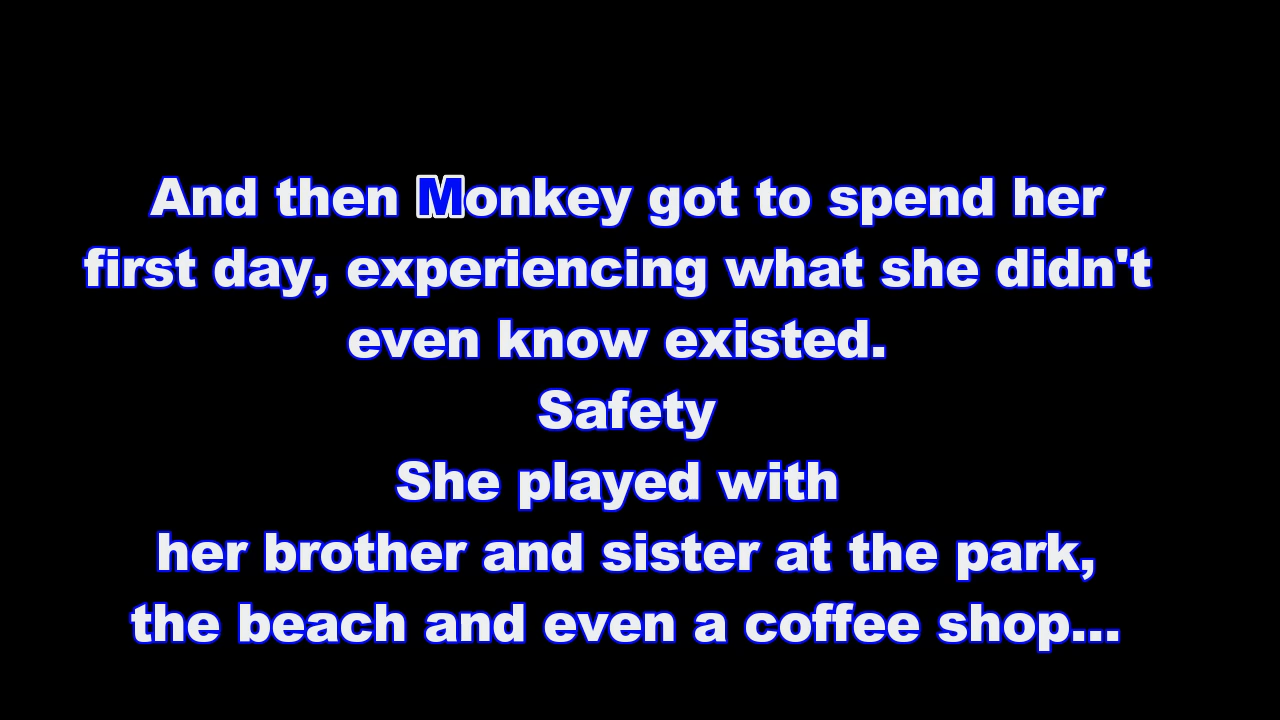 And then Monkey got to spend her
first day, experiencing what she didn't
even know existed.
Safety
She played with
her brother and sister at the park,
the beach and even a coffee shop...